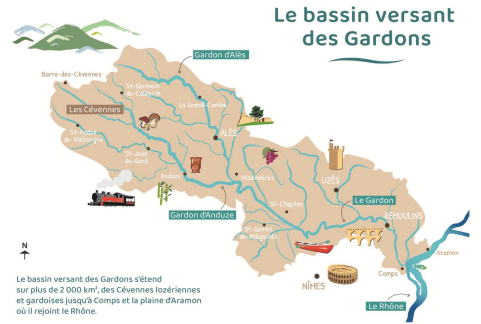 Le bassin versant
des Gardons
Gardon d'Alès
Barre-des-Cévennes
St-Germain
de-Calberte
La Grand-Combe
Les Cévennes
St-André
de-Valborgne
ALÈS
St-Jean
du-Gard
Anduze
Vézénobres
UZÈS
Gardon d'Anduze
St-Chaptes
Le Gardon
REMOULINS
St-Geniès
de-Malgoirès
Aramon
Comps
N
NÎMES
Le Rhône
Le bassin versant des Gardons s'étend
sur plus de 2 000 km², des Cévennes lozériennes
et gardoises jusqu'à Comps et la plaine d'Aramon
où il rejoint le Rhône.